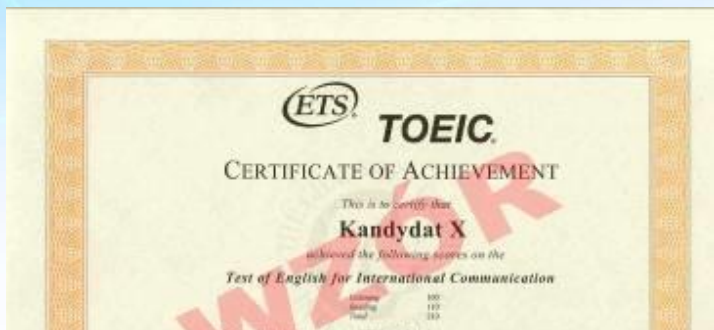 ETS
TOEIC
CERTIFICATE OF ACHIEVEMENT
This is to certify that
Kandydat X
achieved the following scores on the
Test of English for International Communication
WZÓR